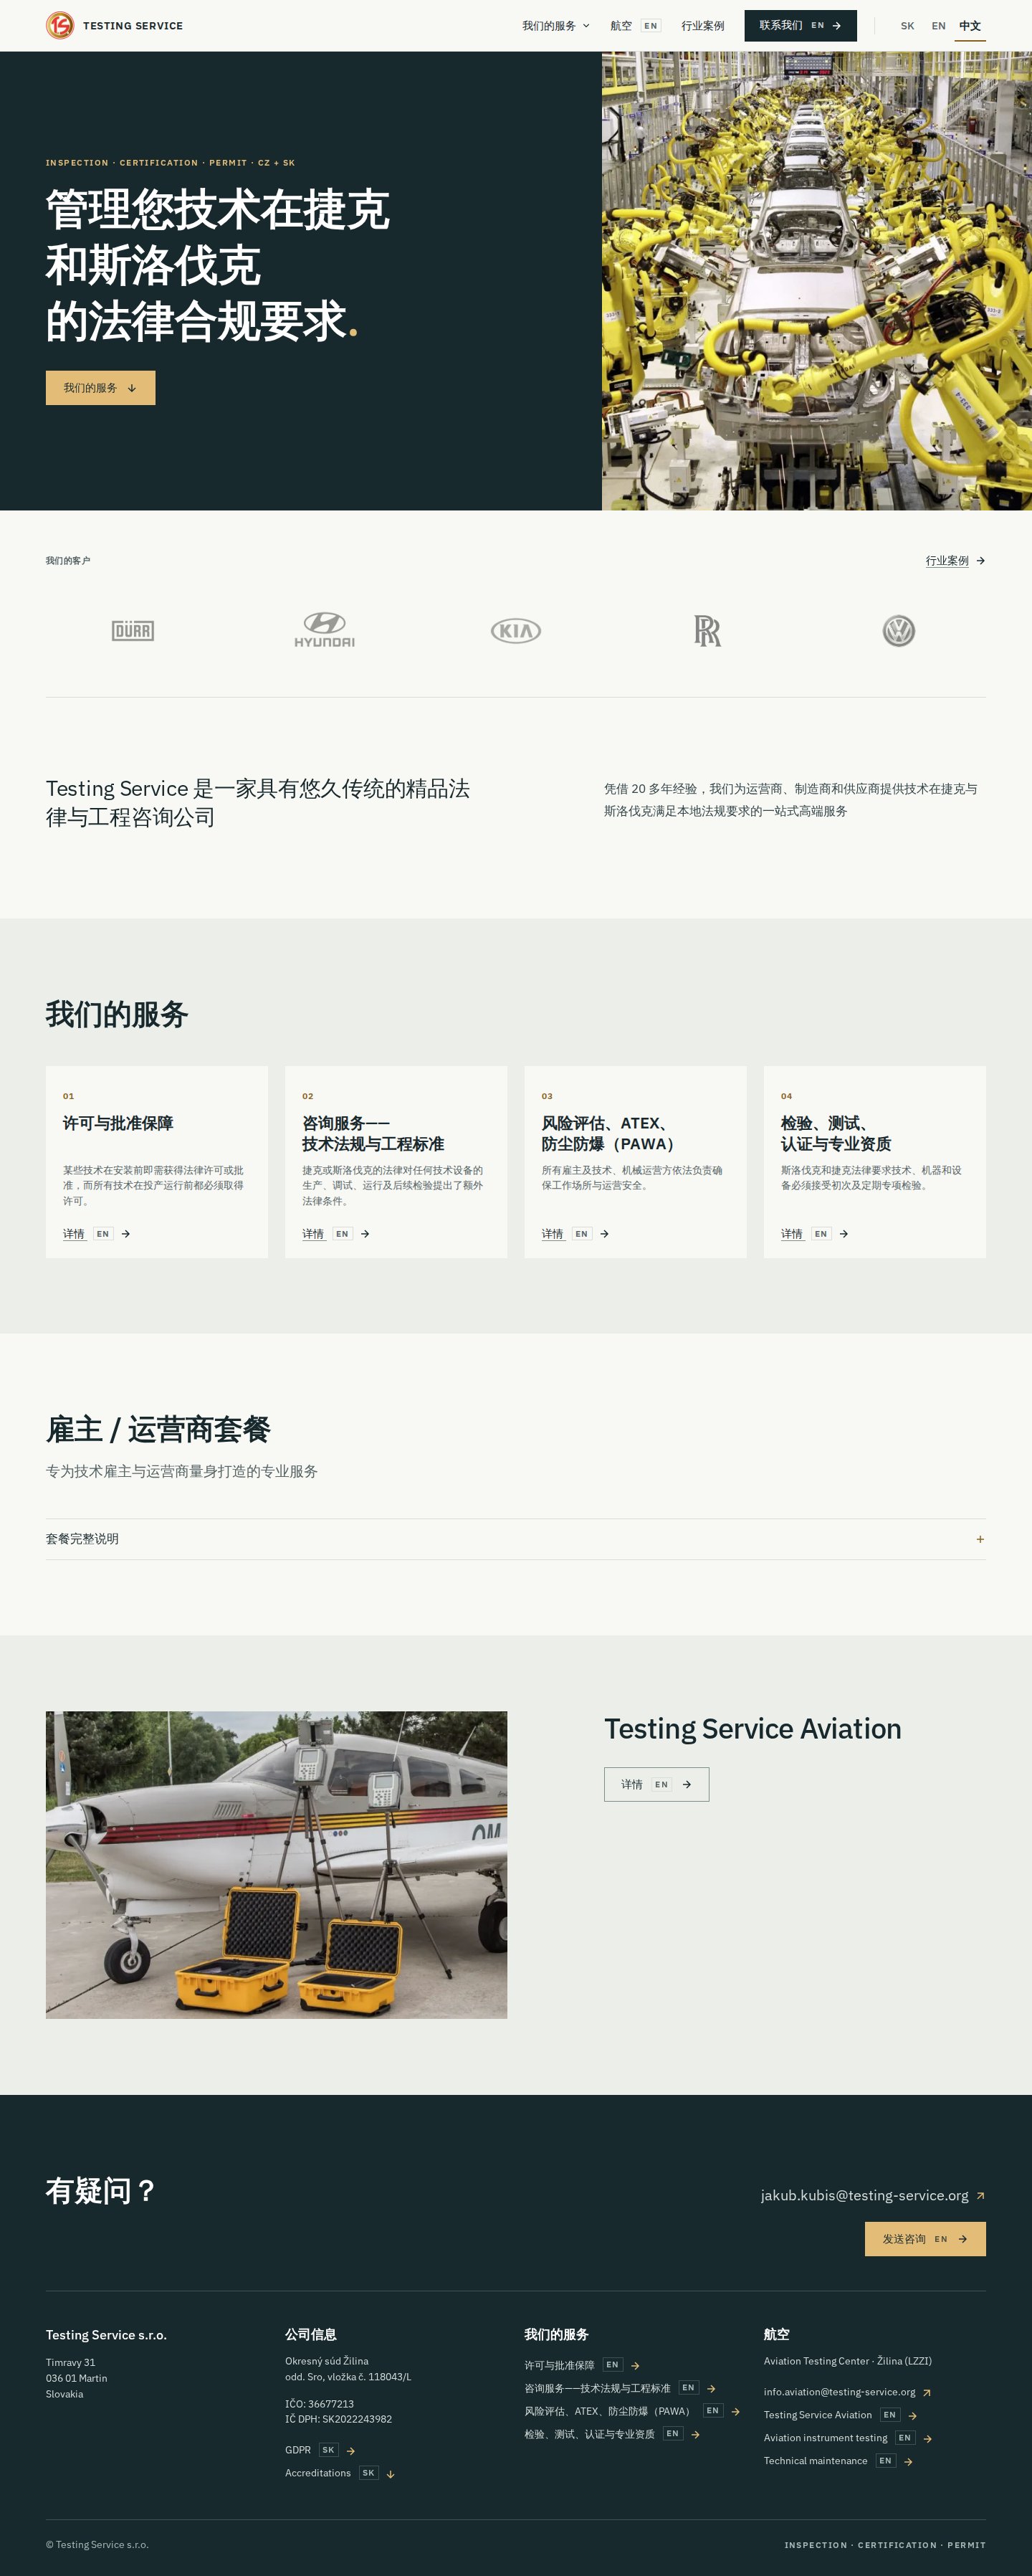 TESTING SERVICE
我们的服务
航空 EN
行业案例
联系我们 EN
SK EN 中文
INSPECTION · CERTIFICATION · PERMIT · CZ + SK
管理您技术在捷克
和斯洛伐克
的法律合规要求.
我们的服务
我们的客户
行业案例
DÜRR
HYUNDAI
KIA
Testing Service 是一家具有悠久传统的精品法
律与工程咨询公司
凭借 20 多年经验，我们为运营商、制造商和供应商提供技术在捷克与
斯洛伐克满足本地法规要求的一站式高端服务
我们的服务
01
许可与批准保障
某些技术在安装前即需获得法律许可或批
准，而所有技术在投产运行前都必须取得
许可。
详情 EN
02
咨询服务——
技术法规与工程标准
捷克或斯洛伐克的法律对任何技术设备的
生产、调试、运行及后续检验提出了额外
法律条件。
详情 EN
03
风险评估、ATEX、
防尘防爆（PAWA）
所有雇主及技术、机械运营方依法负责确
保工作场所与运营安全。
详情 EN
04
检验、测试、
认证与专业资质
斯洛伐克和捷克法律要求技术、机器和设
备必须接受初次及定期专项检验。
详情 EN
雇主 / 运营商套餐
专为技术雇主与运营商量身打造的专业服务
套餐完整说明 +
Testing Service Aviation
详情 EN
有疑问？
jakub.kubis@testing-service.org
发送咨询 EN
Testing Service s.r.o.
Timravy 31
036 01 Martin
Slovakia
公司信息
Okresný súd Žilina
odd. Sro, vložka č. 118043/L
IČO: 36677213
IČ DPH: SK2022243982
GDPR SK
Accreditations SK
我们的服务
许可与批准保障 EN
咨询服务——技术法规与工程标准 EN
风险评估、ATEX、防尘防爆（PAWA） EN
检验、测试、认证与专业资质 EN
航空
Aviation Testing Center · Žilina (LZZI)
info.aviation@testing-service.org
Testing Service Aviation EN
Aviation instrument testing EN
Technical maintenance EN
© Testing Service s.r.o.
INSPECTION · CERTIFICATION · PERMIT